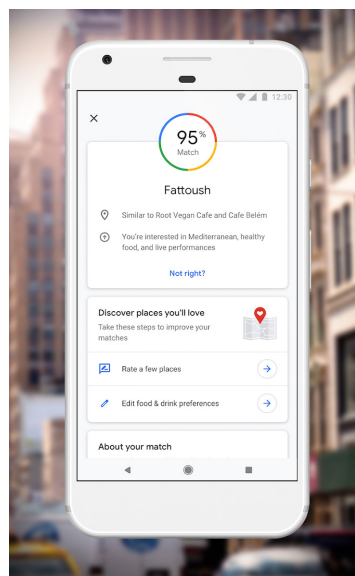 12:30
95%
Match
Fattoush
Similar to Root Vegan Cafe and Cafe Belém
You're interested in Mediterranean, healthy
food, and live performances
Not right?
Discover places you'll love
Take these steps to improve your
matches
Rate a few places
Edit food & drink preferences
About your match